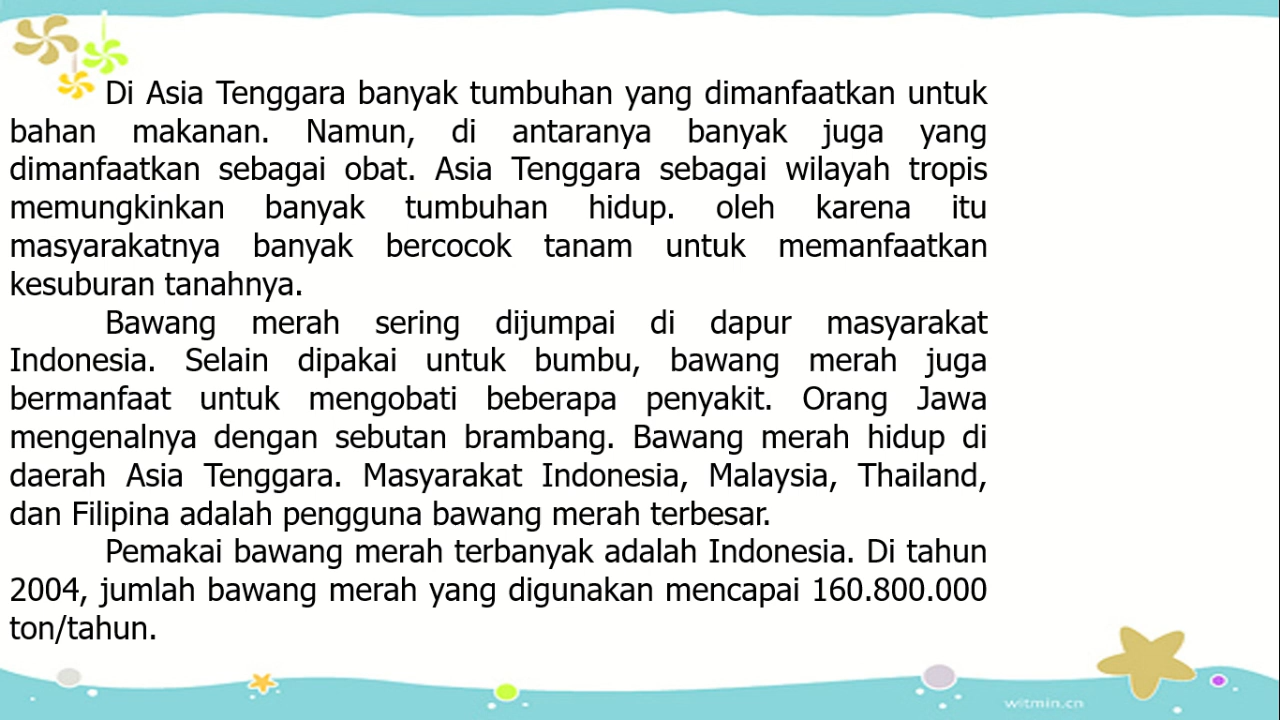 Di Asia Tenggara banyak tumbuhan yang dimanfaatkan untuk
bahan makanan. Namun, di antaranya banyak juga yang
dimanfaatkan sebagai obat. Asia Tenggara sebagai wilayah tropis
memungkinkan banyak tumbuhan hidup. oleh karena itu
masyarakatnya banyak bercocok tanam untuk memanfaatkan
kesuburan tanahnya.
Bawang merah sering dijumpai di dapur masyarakat
Indonesia. Selain dipakai untuk bumbu, bawang merah juga
bermanfaat untuk mengobati beberapa penyakit. Orang Jawa
mengenalnya dengan sebutan brambang. Bawang merah hidup di
daerah Asia Tenggara. Masyarakat Indonesia, Malaysia, Thailand,
dan Filipina adalah pengguna bawang merah terbesar.
Pemakai bawang merah terbanyak adalah Indonesia. Di tahun
2004, jumlah bawang merah yang digunakan mencapai 160.800.000
ton/tahun.
witmin.cn